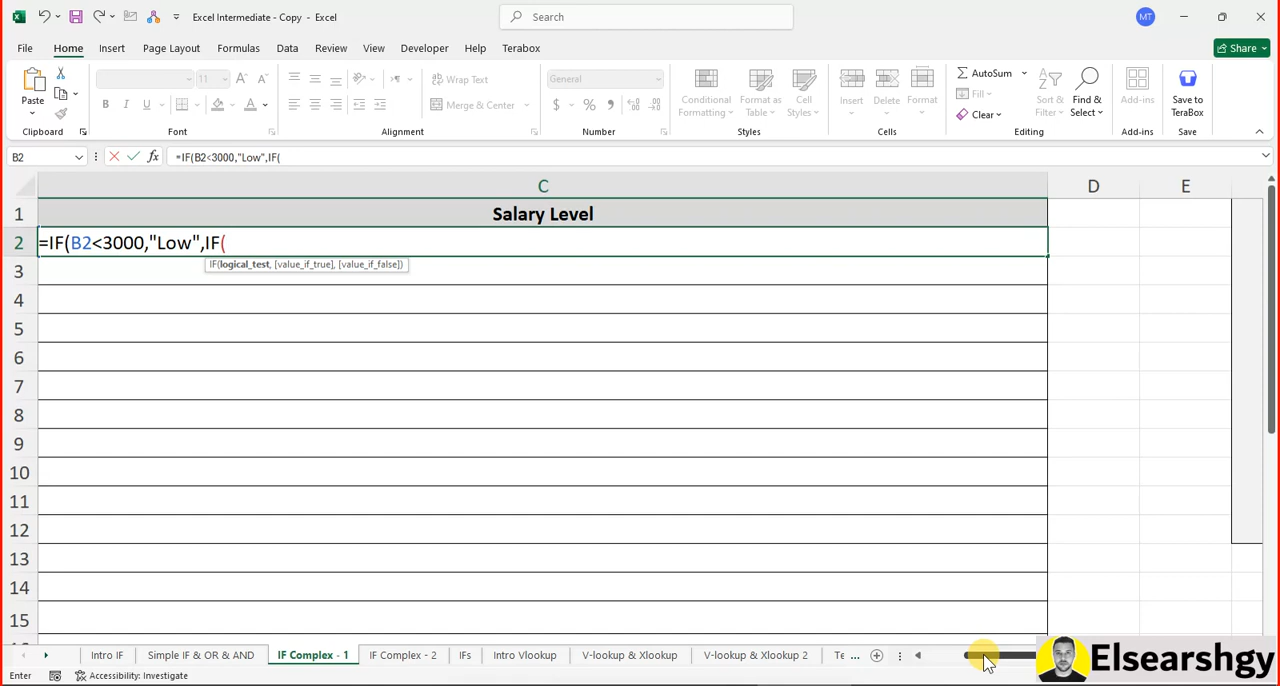 Excel Intermediate - Copy - Excel
Search
MT
File Home Insert Page Layout Formulas Data Review View Developer Help Terabox
Share
Paste
11
Wrap Text
Merge & Center
General
Conditional Formatting
Format as Table
Cell Styles
Insert
Delete
Format
AutoSum
Fill
Clear
Sort & Filter
Find & Select
Add-ins
Save to TeraBox
Clipboard Font Alignment Number Styles Cells Editing Add-ins Save
B2
fx
=IF(B2<3000,"Low",IF(
C D E
1 Salary Level
2 =IF(B2<3000,"Low",IF(
IF(logical_test, [value_if_true], [value_if_false])
3
4
5
6
7
8
9
10
11
12
13
14
15
Intro IF Simple IF & OR & AND IF Complex - 1 IF Complex - 2 IFs Intro Vlookup V-lookup & Xlookup V-lookup & Xlookup 2 Te ...
Enter Accessibility: Investigate
Elsearshgy